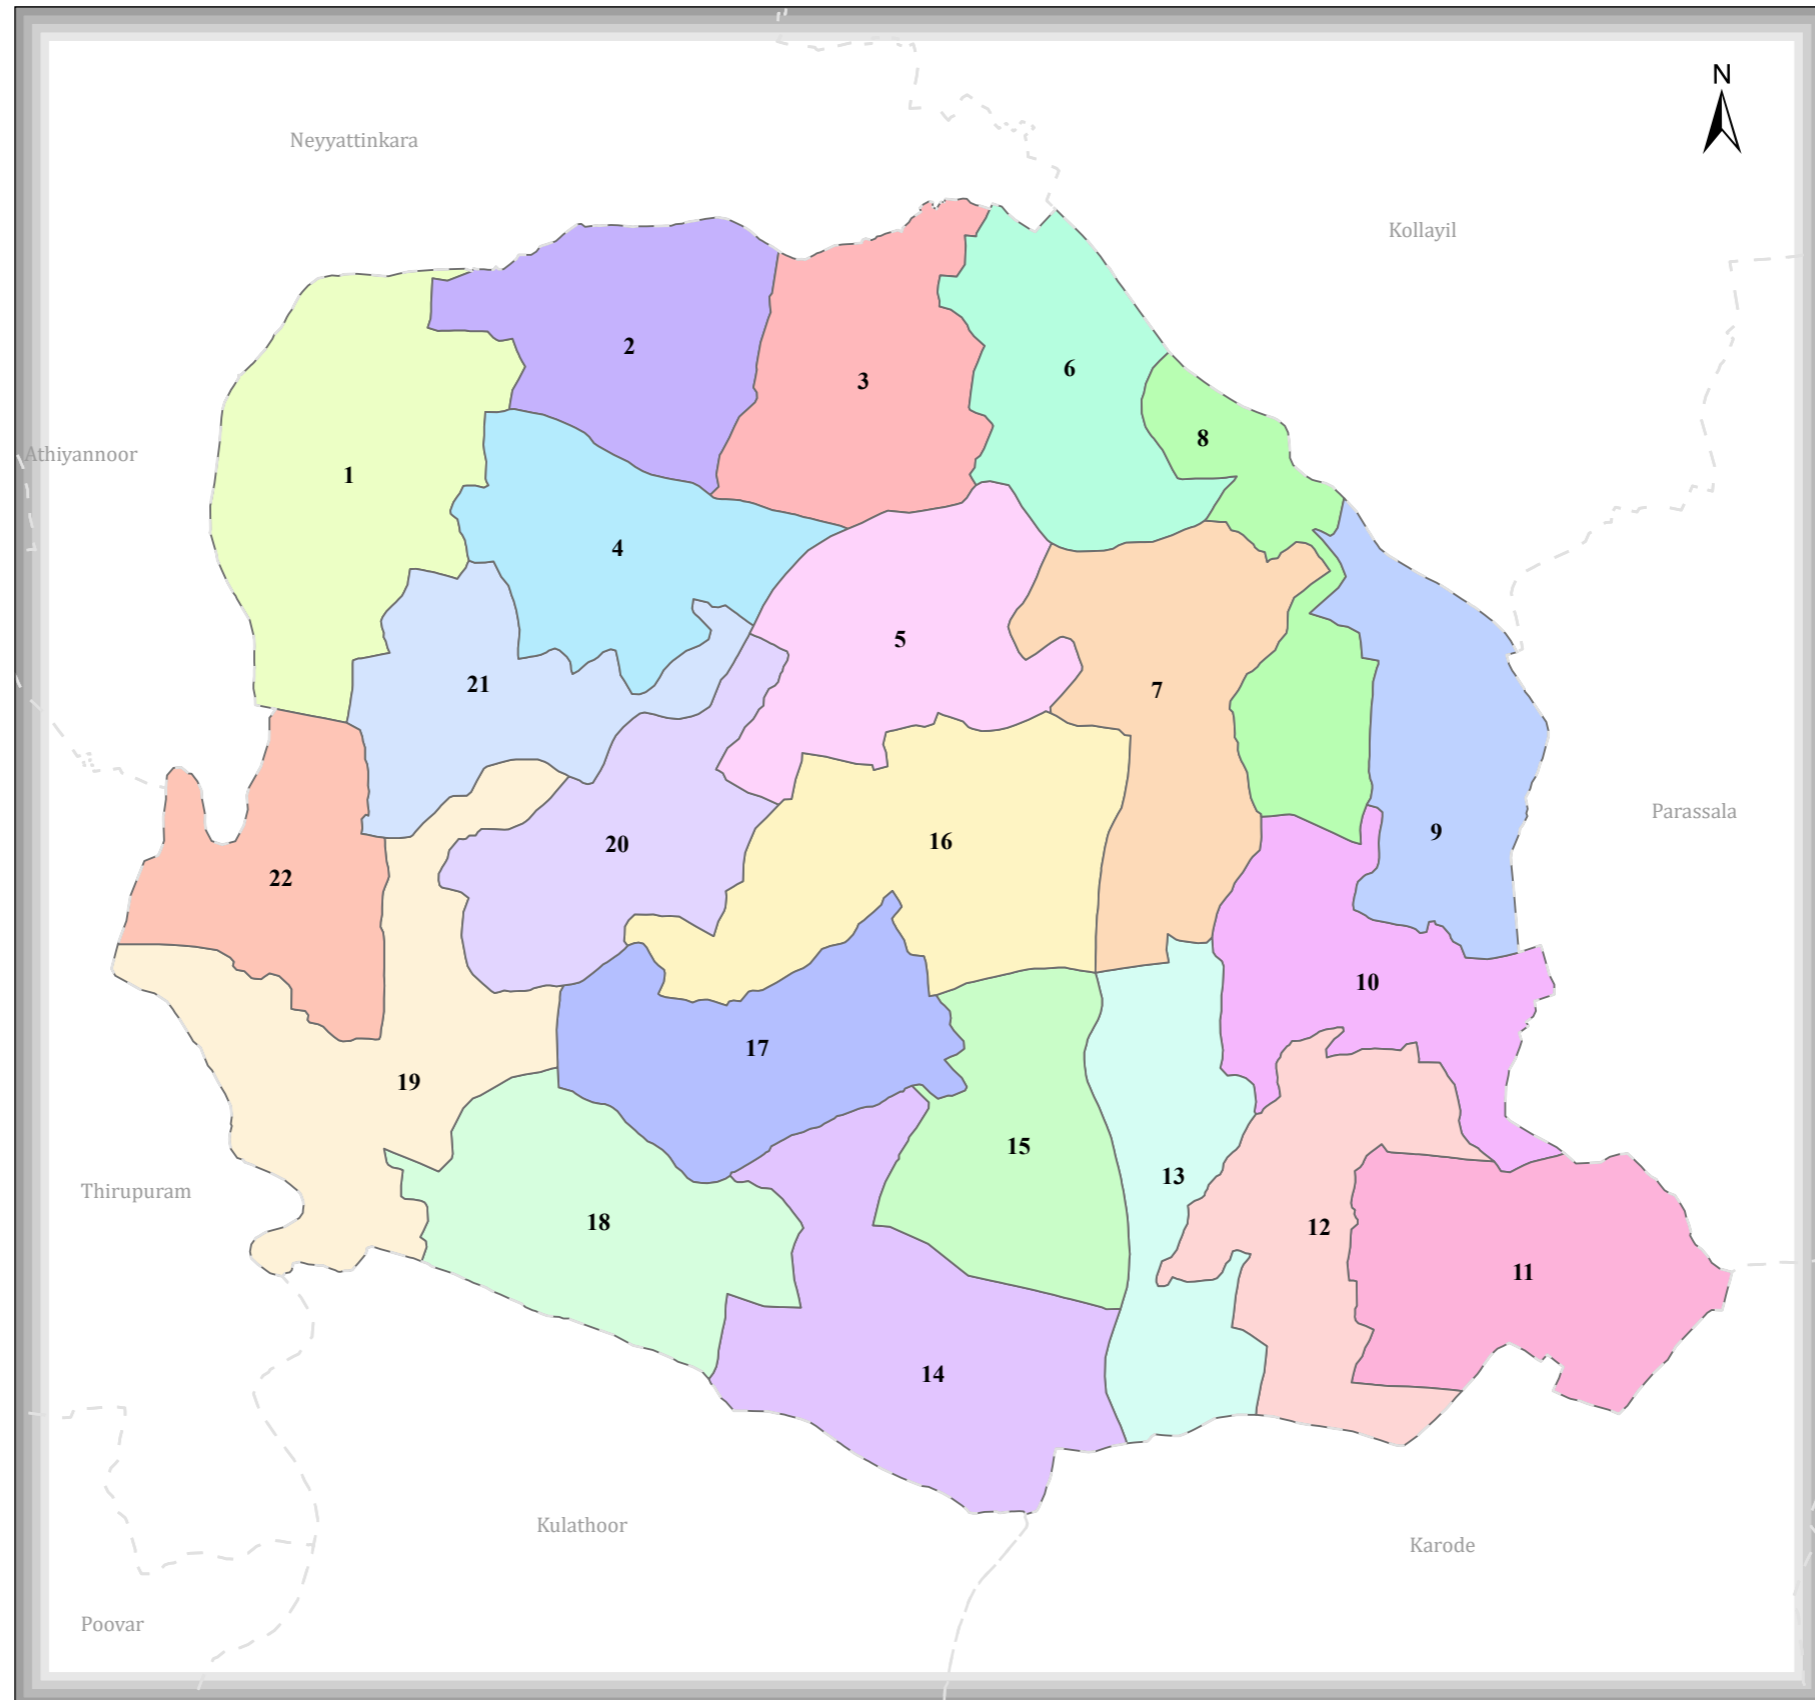 N
Neyyattinkara
Kollayil
2
6
3
8
Athiyannoor
1
4
5
21
7
Parassala
9
16
20
22
10
17
19
15
13
Thirupuram
18
12
11
14
Kulathoor
Karode
Poovar